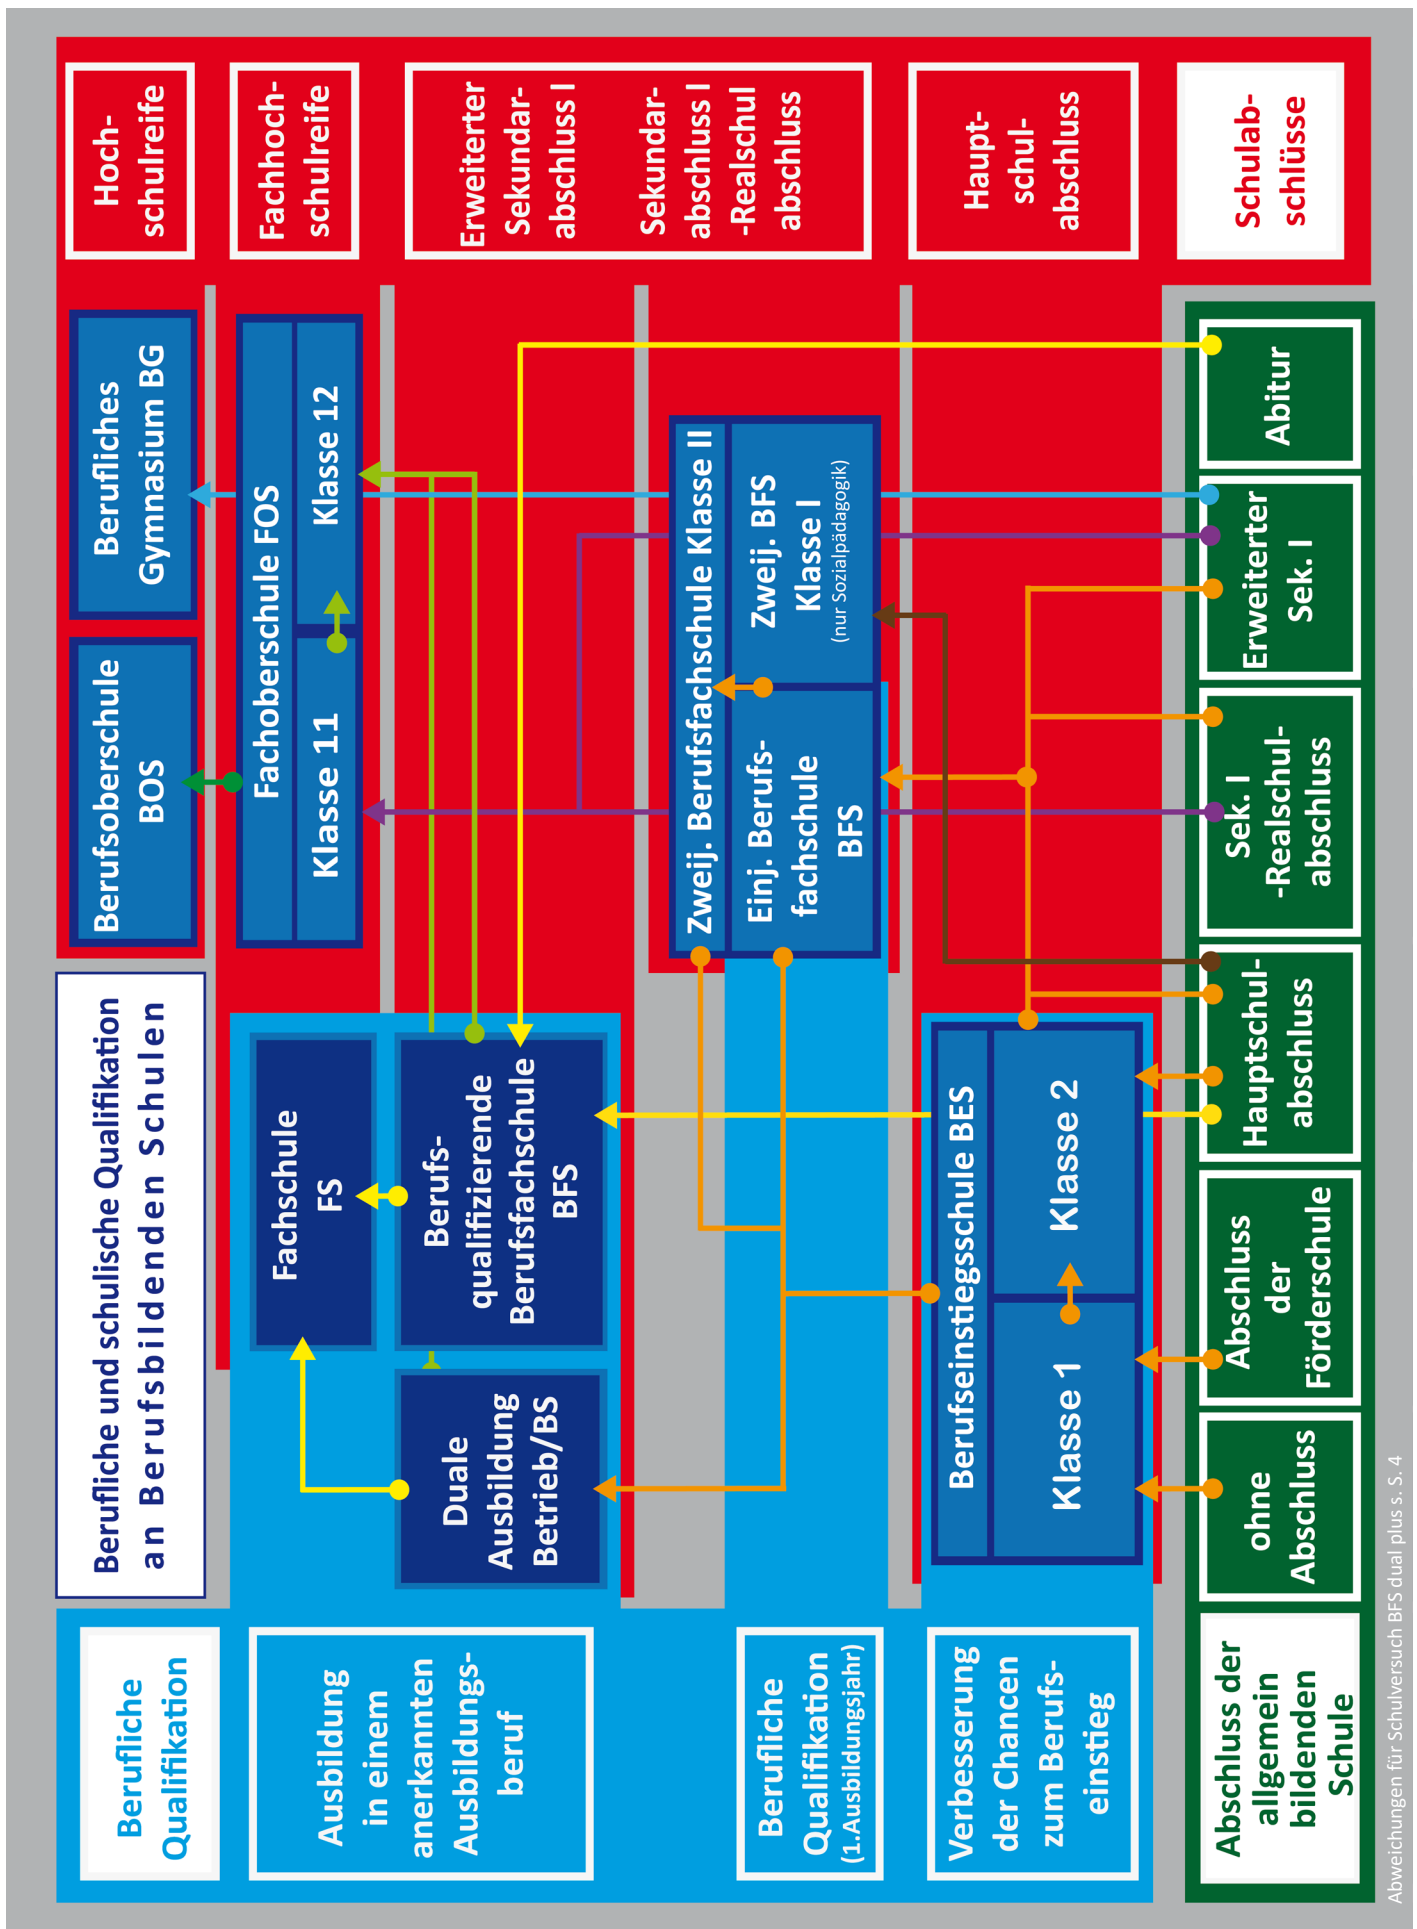 Berufliche
Qualifikation
Berufliche und schulische Qualifikation
an Berufsbildenden Schulen
Berufsoberschule
BOS
Berufliches
Gymnasium BG
Hoch-
schulreife
Ausbildung
in einem
anerkannten
Ausbildungs-
beruf
Fachschule
FS
Fachoberschule FOS
Klasse 11
Klasse 12
Fachhoch-
schulreife
Duale
Ausbildung
Betrieb/BS
Berufs-
qualifizierende
Berufsfachschule
BFS
Erweiterter
Sekundar-
abschluss I
Sekundar-
abschluss I
-Realschul
abschluss
Berufliche
Qualifikation
(1.Ausbildungsjahr)
Zweij. Berufsfachschule Klasse II
Einj. Berufs-
fachschule
BFS
Zweij. BFS
Klasse I
(nur Sozialpädagogik)
Verbesserung
der Chancen
zum Berufs-
einstieg
Berufseinstiegsschule BES
Klasse 1
Klasse 2
Haupt-
schul-
abschluss
Abschluss der
allgemein
bildenden
Schule
ohne
Abschluss
Abschluss
der
Förderschule
Hauptschul-
abschluss
Sek. I
-Realschul-
abschluss
Erweiterter
Sek. I
Abitur
Schulab-
schlüsse
Abweichungen für Schulversuch BFS dual plus s. S. 4